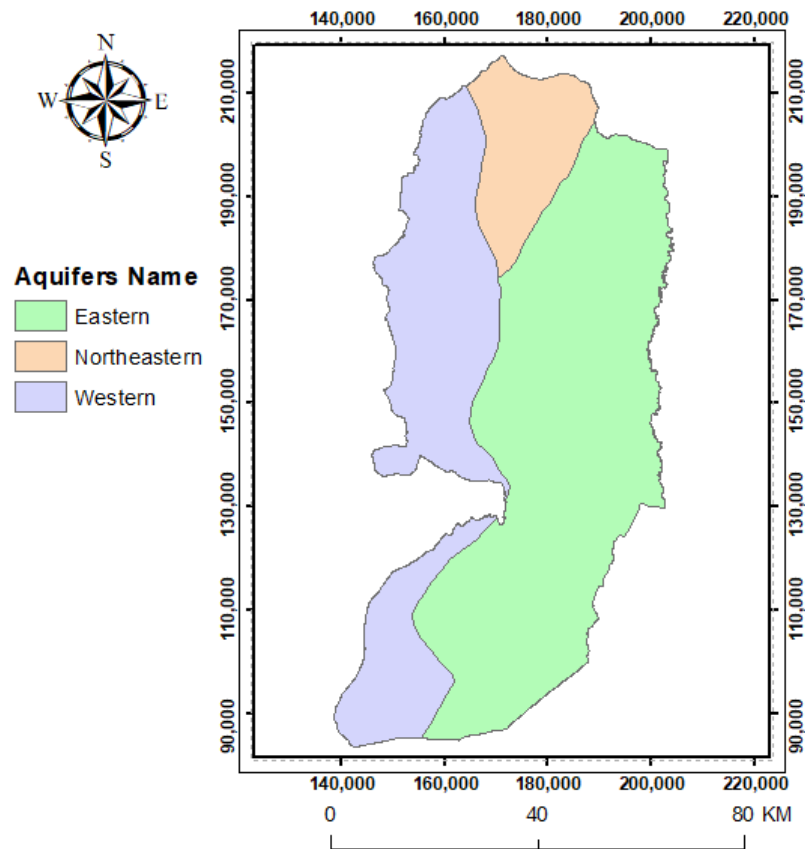 140,000 160,000 180,000 200,000 220,000
N
W E
S
Aquifers Name
Eastern
Northeastern
Western
210,000 210,000
190,000 190,000
170,000 170,000
150,000 150,000
130,000 130,000
110,000 110,000
90,000 90,000
140,000 160,000 180,000 200,000 220,000
0 40 80 KM